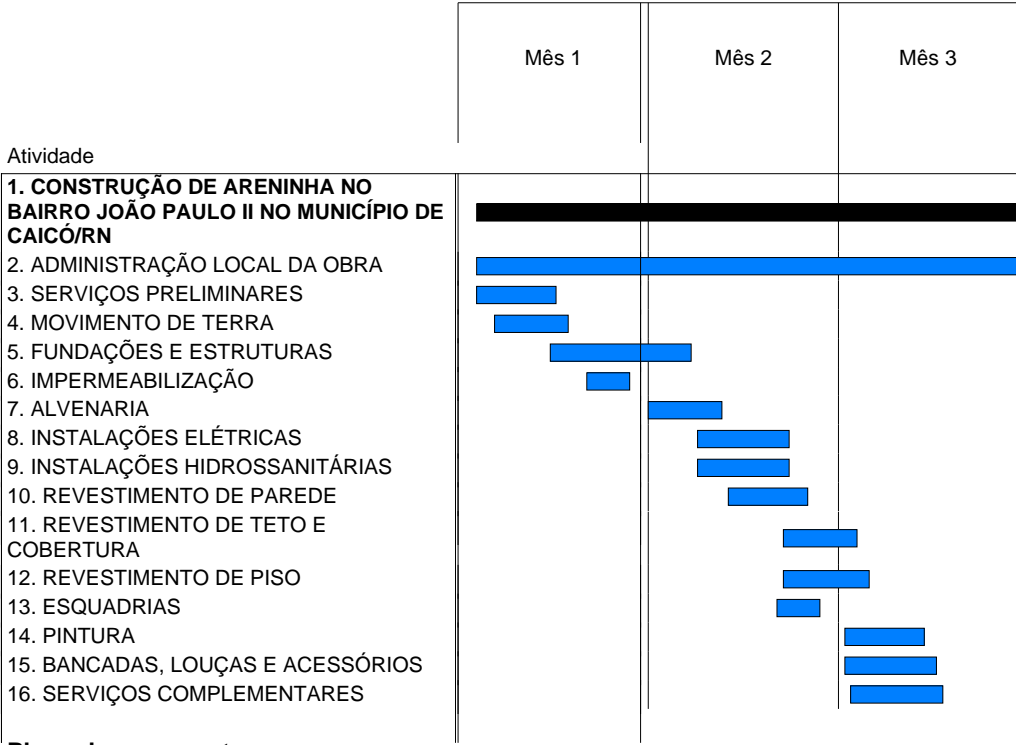 Mês 1 Mês 2 Mês 3
Atividade
1. CONSTRUÇÃO DE ARENINHA NO
BAIRRO JOÃO PAULO II NO MUNICÍPIO DE
CAICÓ/RN
2. ADMINISTRAÇÃO LOCAL DA OBRA
3. SERVIÇOS PRELIMINARES
4. MOVIMENTO DE TERRA
5. FUNDAÇÕES E ESTRUTURAS
6. IMPERMEABILIZAÇÃO
7. ALVENARIA
8. INSTALAÇÕES ELÉTRICAS
9. INSTALAÇÕES HIDROSSANITÁRIAS
10. REVESTIMENTO DE PAREDE
11. REVESTIMENTO DE TETO E
COBERTURA
12. REVESTIMENTO DE PISO
13. ESQUADRIAS
14. PINTURA
15. BANCADAS, LOUÇAS E ACESSÓRIOS
16. SERVIÇOS COMPLEMENTARES